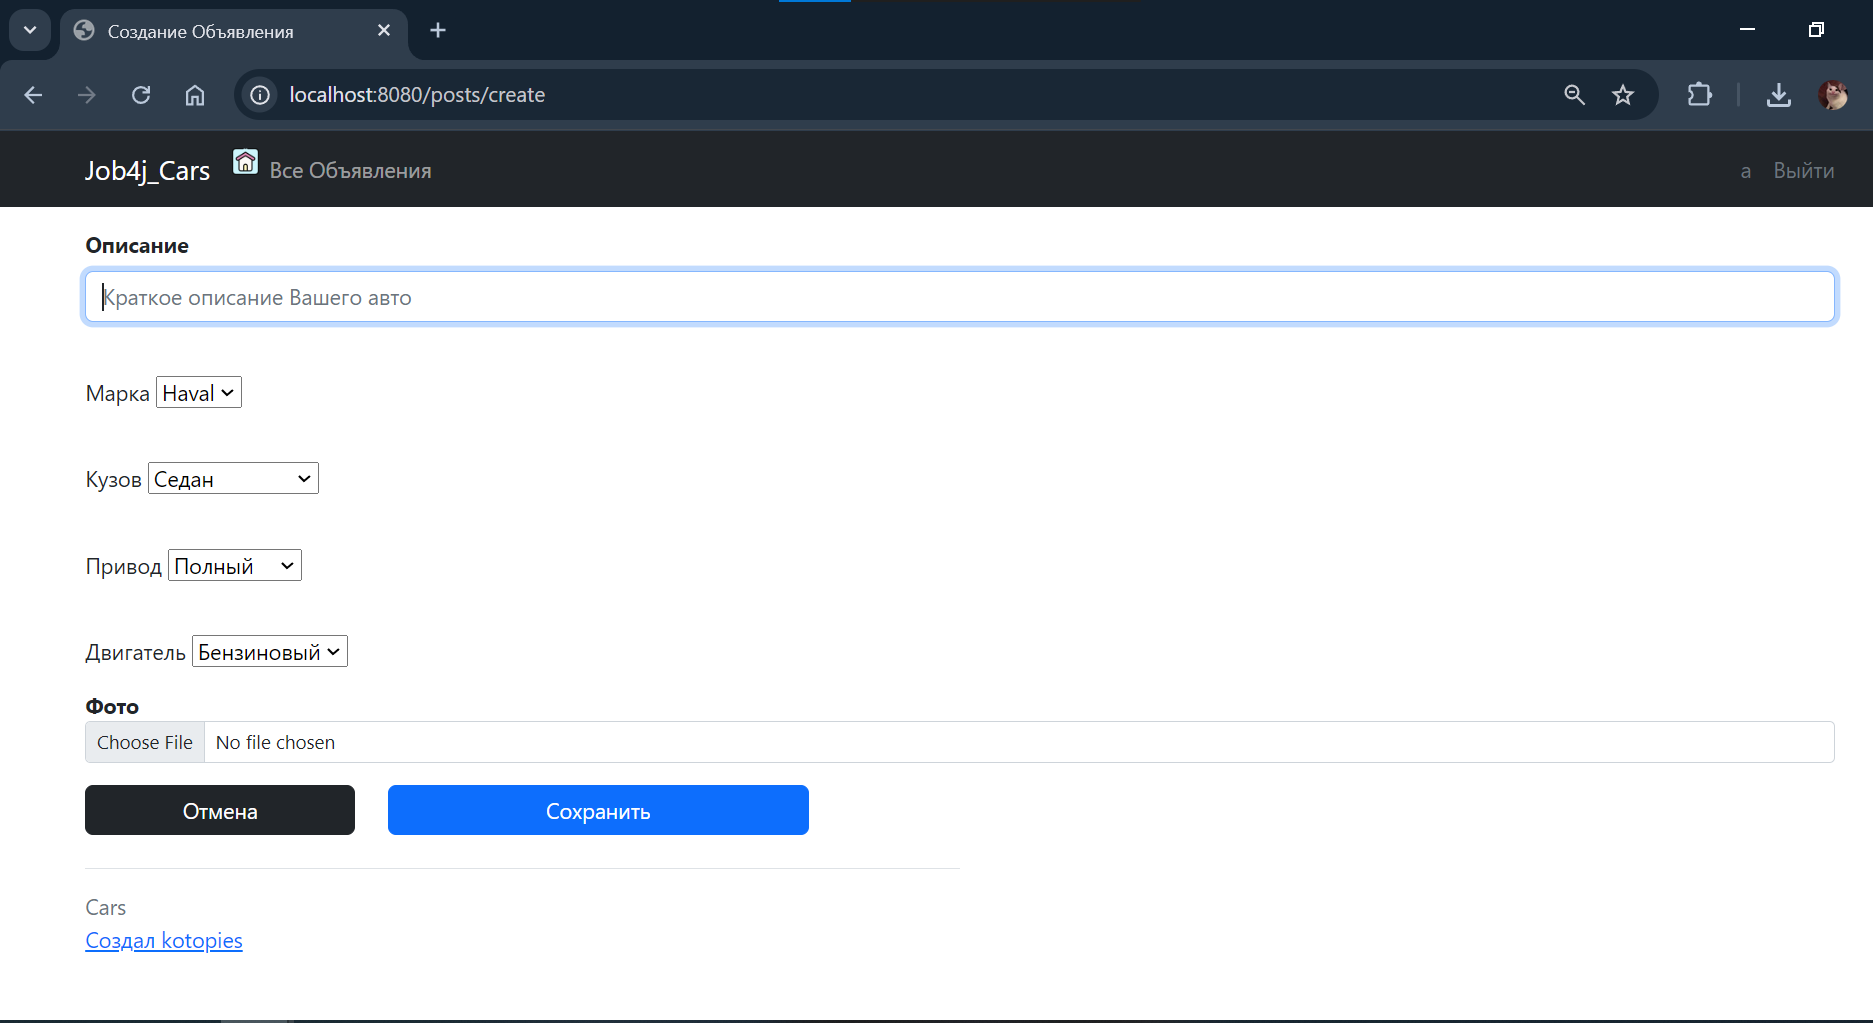 Создание Объявления
localhost:8080/posts/create
Job4j_Cars Все Объявления a Выйти
Описание
Краткое описание Вашего авто
Марка Haval
Кузов Седан
Привод Полный
Двигатель Бензиновый
Фото
Choose File No file chosen
Отмена Сохранить
Cars
Создал kotopies